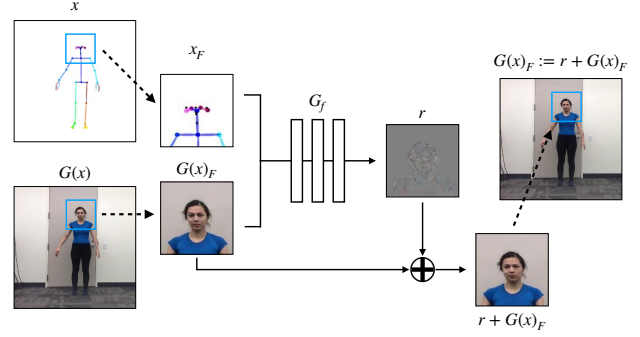 x
x_F
G(x)_F := r + G(x)_F
G_f
r
G(x)
G(x)_F
r + G(x)_F